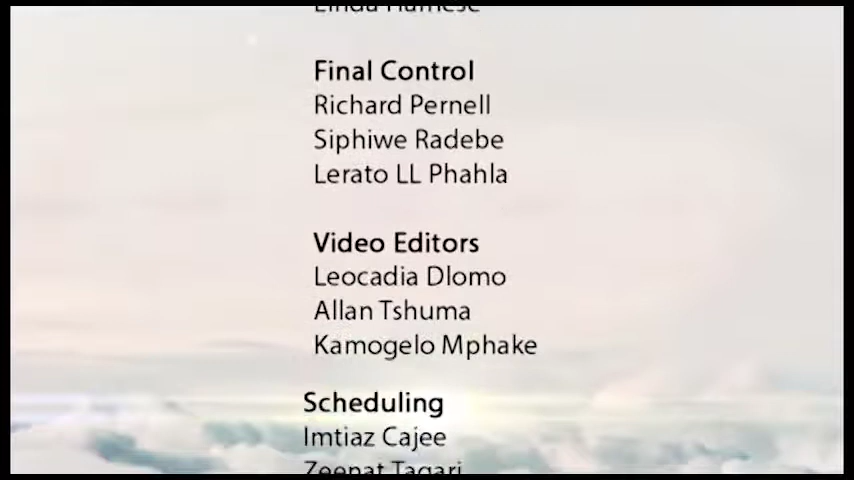 Final Control
Richard Pernell
Siphiwe Radebe
Lerato LL Phahla
Video Editors
Leocadia Dlomo
Allan Tshuma
Kamogelo Mphake
Scheduling
Imtiaz Cajee